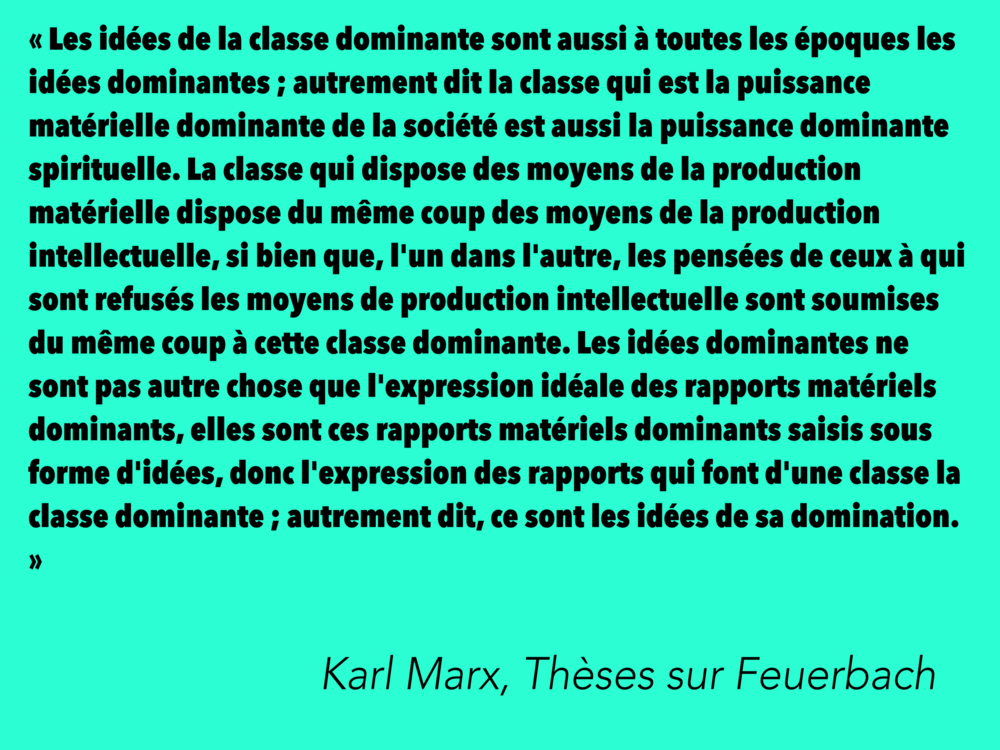 « Les idées de la classe dominante sont aussi à toutes les époques les
idées dominantes ; autrement dit la classe qui est la puissance
matérielle dominante de la société est aussi la puissance dominante
spirituelle. La classe qui dispose des moyens de la production
matérielle dispose du même coup des moyens de la production
intellectuelle, si bien que, l'un dans l'autre, les pensées de ceux à qui
sont refusés les moyens de production intellectuelle sont soumises
du même coup à cette classe dominante. Les idées dominantes ne
sont pas autre chose que l'expression idéale des rapports matériels
dominants, elles sont ces rapports matériels dominants saisis sous
forme d'idées, donc l'expression des rapports qui font d'une classe la
classe dominante ; autrement dit, ce sont les idées de sa domination.
»
Karl Marx, Thèses sur Feuerbach